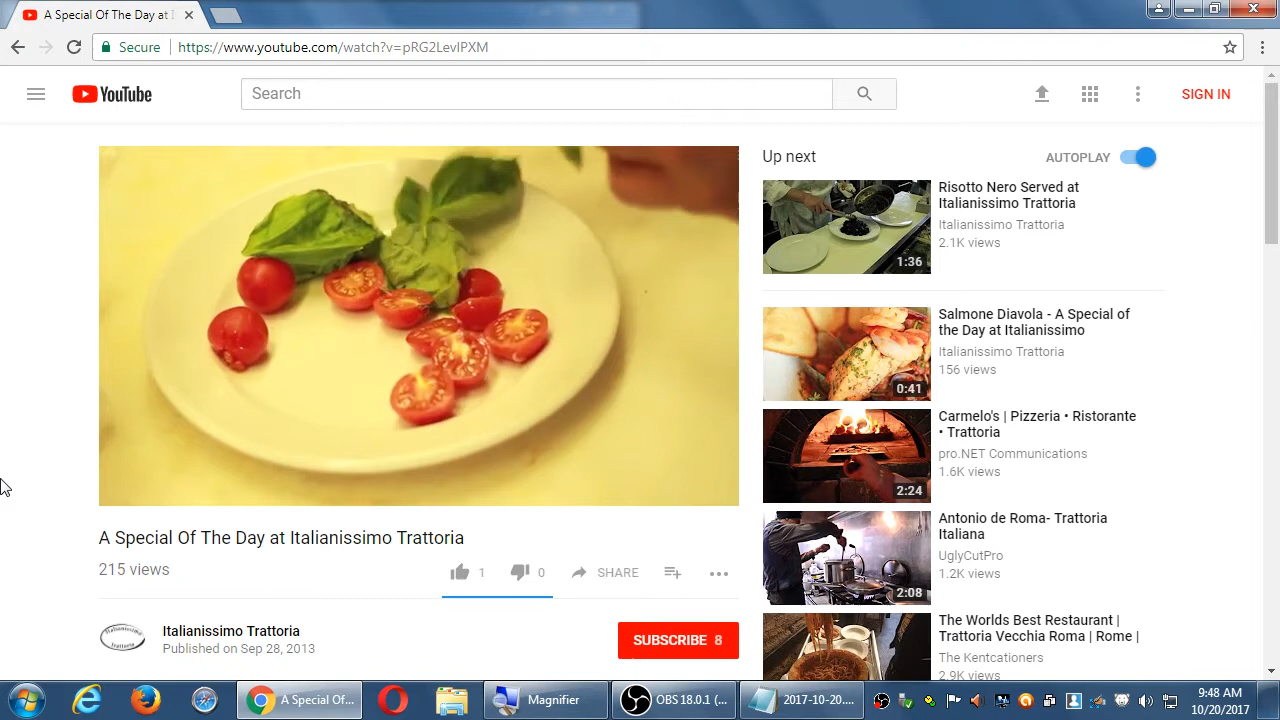 A Special Of The Day at I
Secure https://www.youtube.com/watch?v=pRG2LevIPXM
YouTube
Search
SIGN IN
Up next
AUTOPLAY
Risotto Nero Served at
Italianissimo Trattoria
Italianissimo Trattoria
2.1K views
1:36
Salmone Diavola - A Special of
the Day at Italianissimo
Italianissimo Trattoria
156 views
0:41
Carmelo's | Pizzeria • Ristorante
• Trattoria
pro.NET Communications
1.6K views
2:24
Antonio de Roma- Trattoria
Italiana
UglyCutPro
1.2K views
2:08
The Worlds Best Restaurant |
Trattoria Vecchia Roma | Rome |
The Kentcationers
2.9K views
A Special Of The Day at Italianissimo Trattoria
215 views
1 0 SHARE
Italianissimo Trattoria
Italianissimo Trattoria
Published on Sep 28, 2013
SUBSCRIBE 8
A Special Of...
Magnifier
OBS 18.0.1 (...
2017-10-20....
9:48 AM
10/20/2017